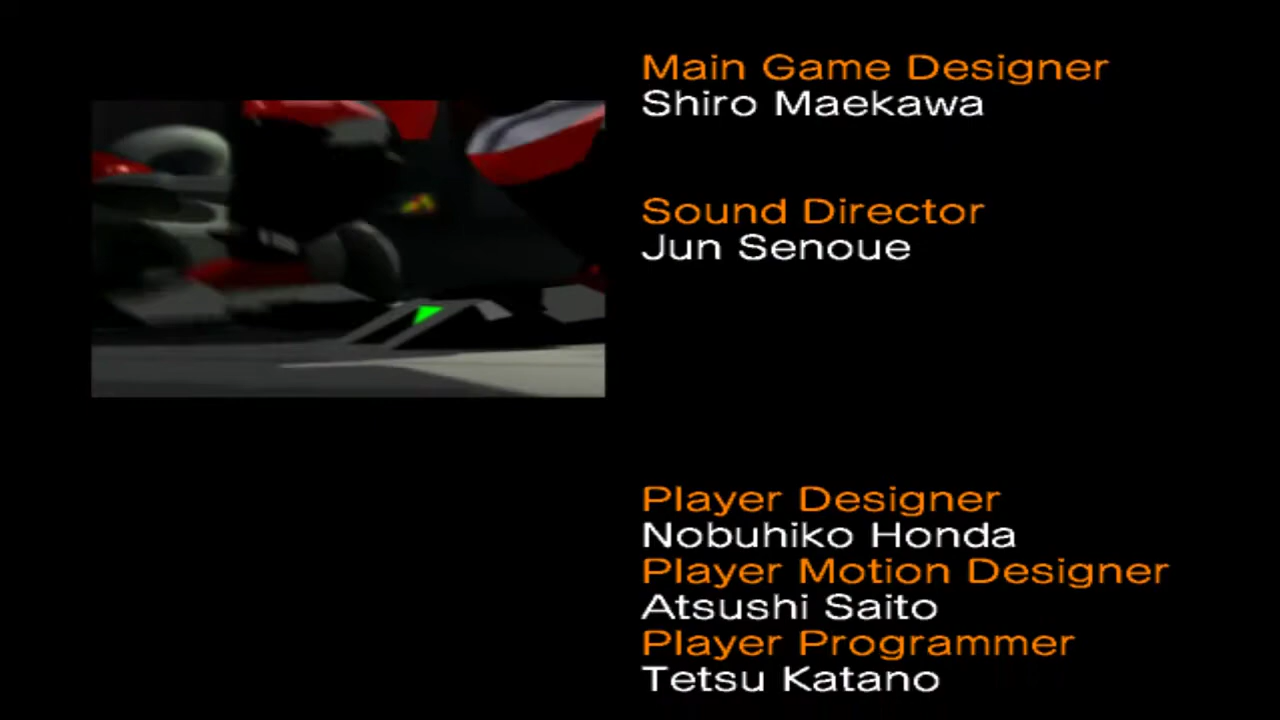 Main Game Designer
Shiro Maekawa
Sound Director
Jun Senoue
Player Designer
Nobuhiko Honda
Player Motion Designer
Atsushi Saito
Player Programmer
Tetsu Katano